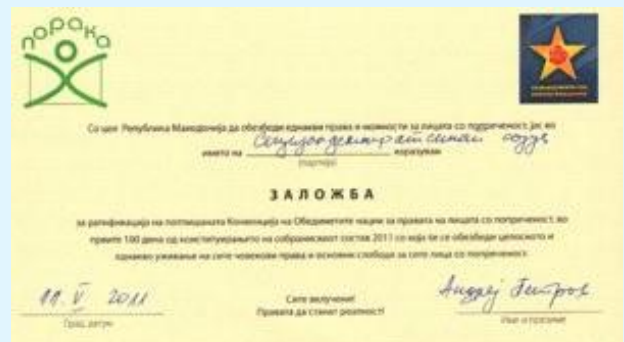 порака
Со цел Република Македонија да обезбеди еднакви права и можности за лицата со попреченост, јас во
името на Социјалдемократски сојуз изразувам
(партија)
ЗАЛОЖБА
за ратификација на потпишаната Конвенција на Обединетите нации за правата на лицата со попреченост, во
првите 100 дена од конституирањето на собранискиот состав 2011 со која ќе се обезбеди целосното и
еднакво уживање на сите човекови права и основни слободи за сите лица со попреченост.
11. V 2011
Град, датум
Сите вклучени!
Правата да станат реалност!
Андреј Петров
Име и презиме